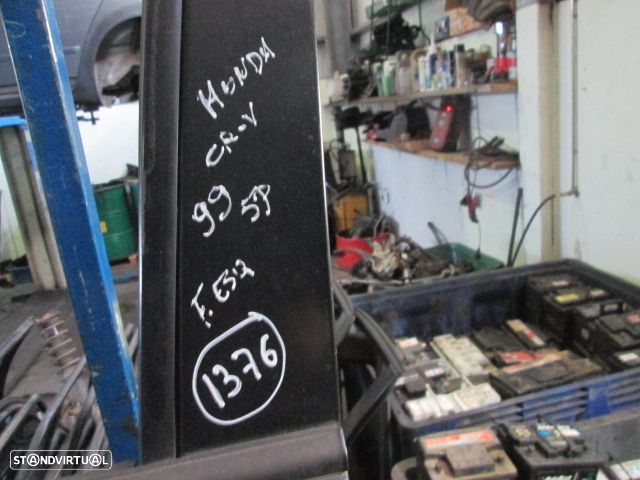 HONDA
CR-V
99 5P
F. ESQ
1376
STANDVIRTUAL